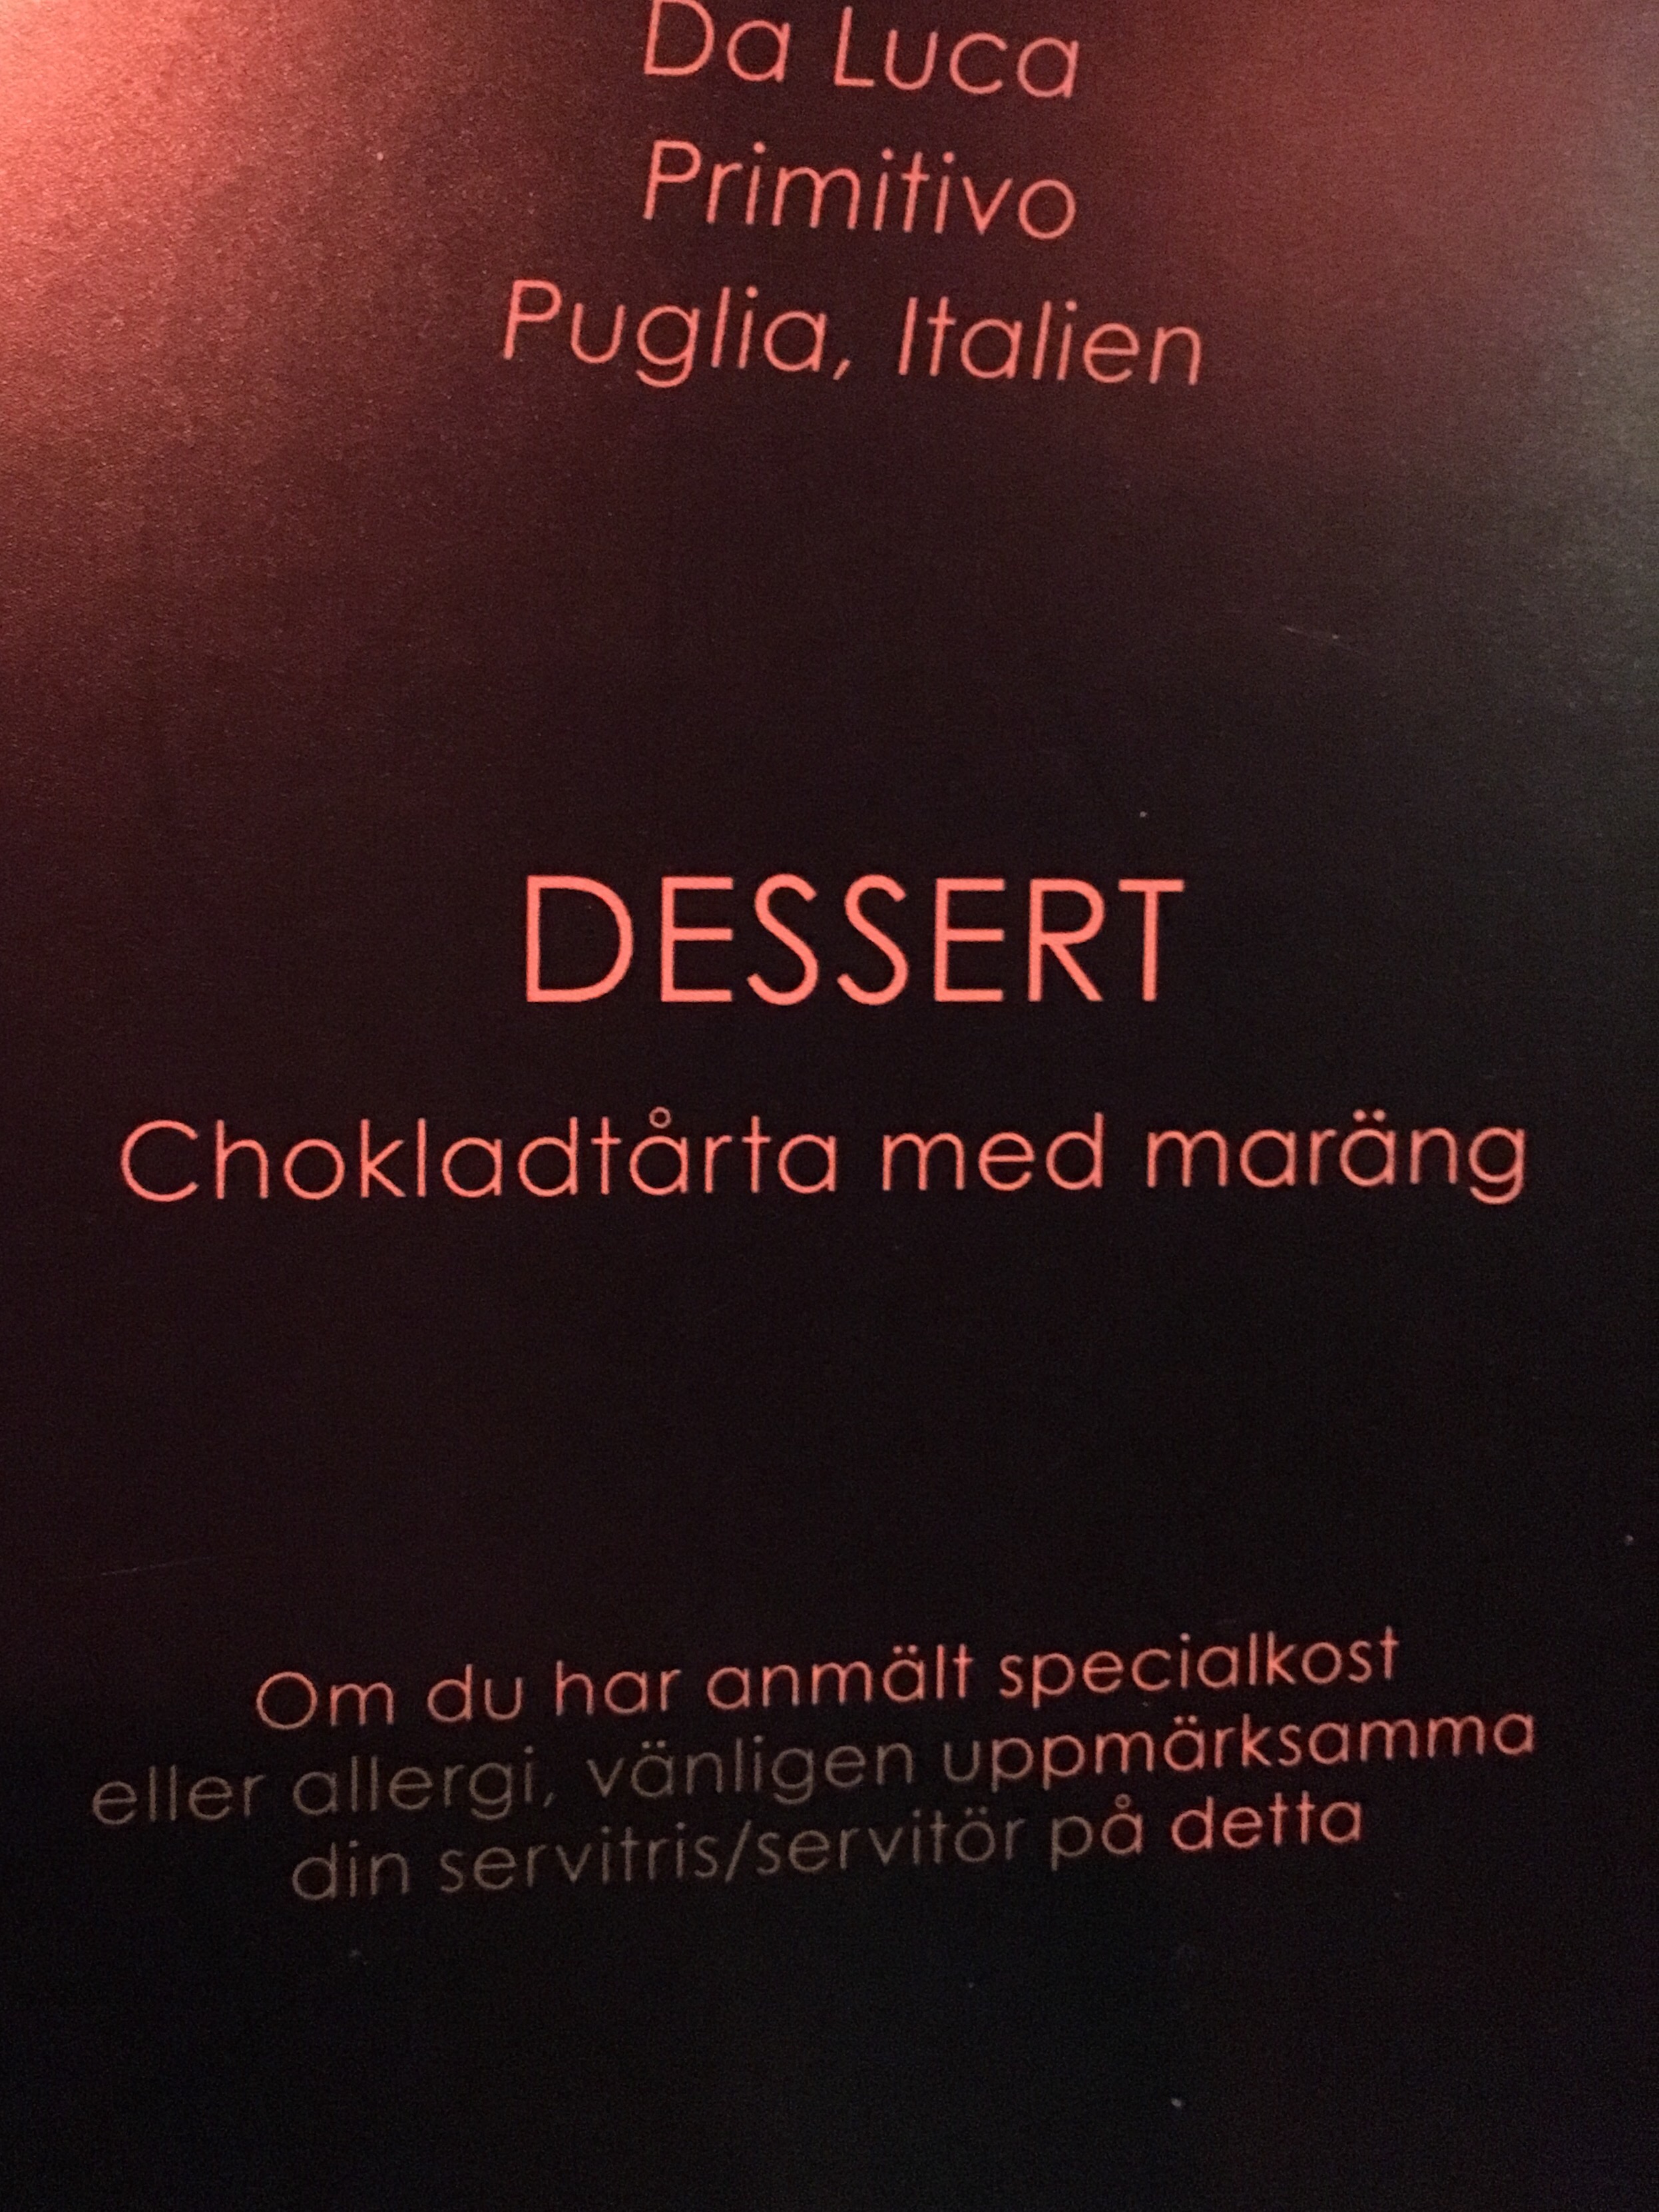 Da Luca
Primitivo
Puglia, Italien
DESSERT
Chokladtårta med maräng
Om du har anmält specialkost
eller allergi, vänligen uppmärksamma
din servitris/servitör på detta